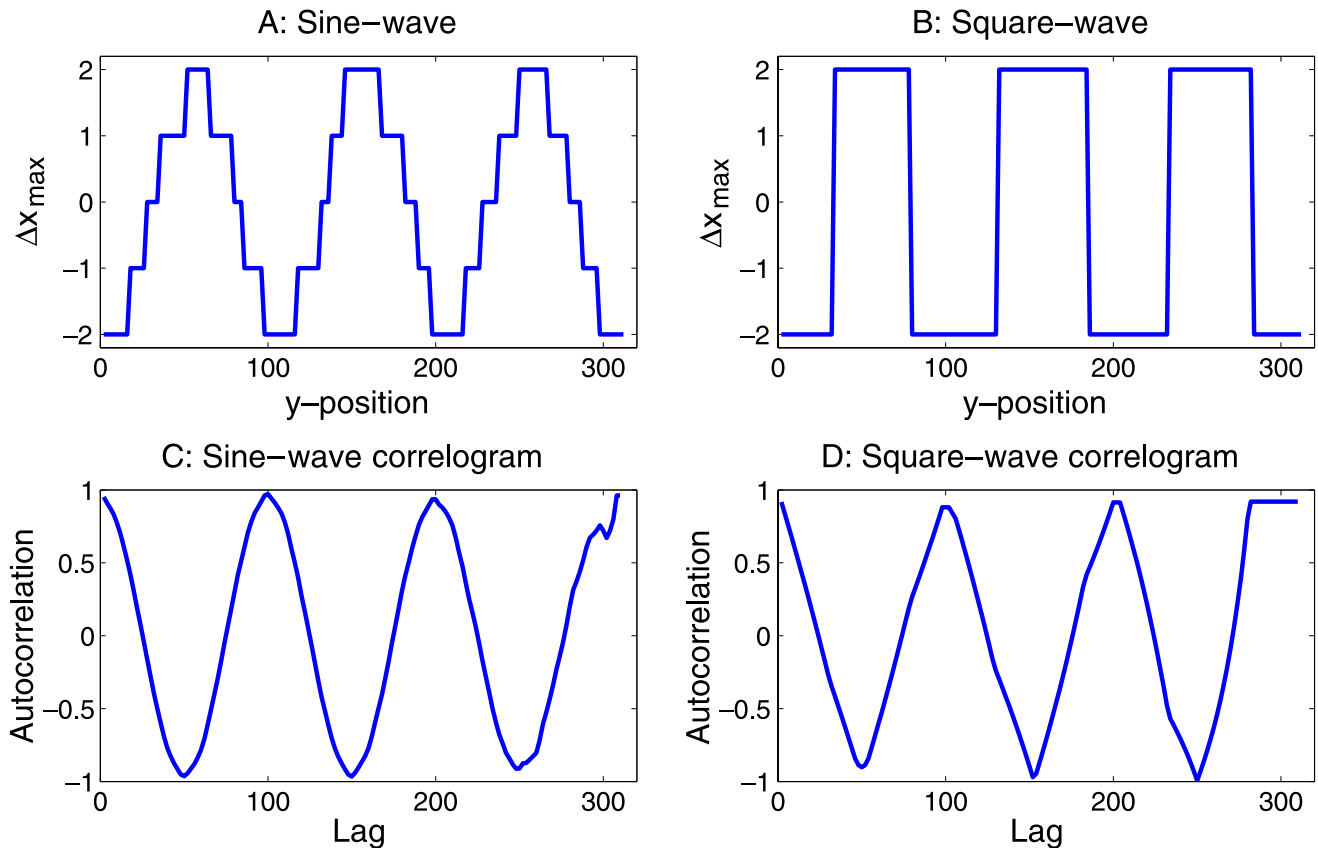 A: Sine−wave
2
1
0
−1
−2
Δx max
0 100 200 300
y−position
B: Square−wave
2
1
0
−1
−2
Δx max
0 100 200 300
y−position
C: Sine−wave correlogram
1
0.5
0
−0.5
−1
Autocorrelation
0 100 200 300
Lag
D: Square−wave correlogram
1
0.5
0
−0.5
−1
Autocorrelation
0 100 200 300
Lag